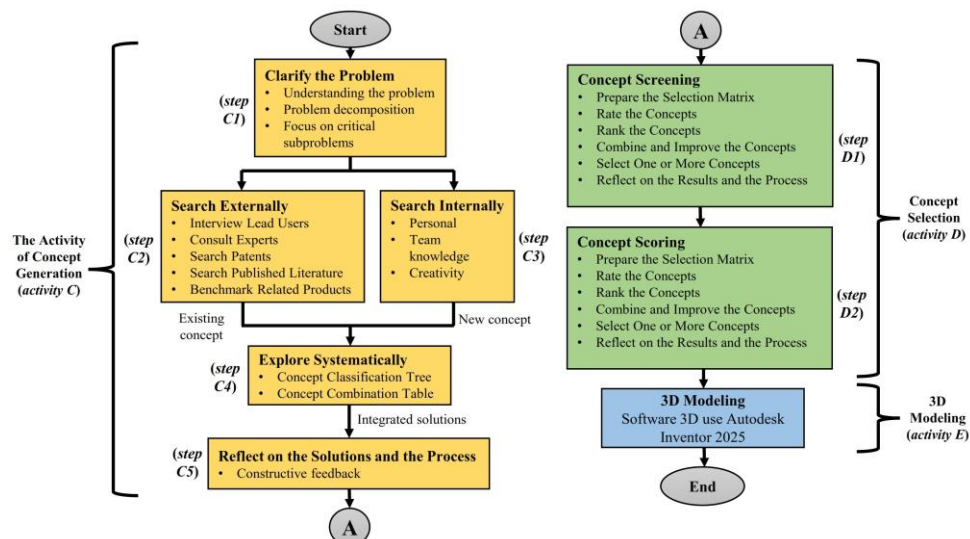 Start
Clarify the Problem
• Understanding the problem
• Problem decomposition
• Focus on critical
subproblems
(step
C1)
Search Externally
• Interview Lead Users
• Consult Experts
• Search Patents
• Search Published Literature
• Benchmark Related Products
(step
C2)
Search Internally
• Personal
• Team
knowledge
• Creativity
(step
C3)
The Activity
of Concept
Generation
(activity C)
Existing
concept
New concept
Explore Systematically
• Concept Classification Tree
• Concept Combination Table
(step
C4)
Integrated solutions
Reflect on the Solutions and the Process
• Constructive feedback
(step
C5)
A
A
Concept Screening
• Prepare the Selection Matrix
• Rate the Concepts
• Rank the Concepts
• Combine and Improve the Concepts
• Select One or More Concepts
• Reflect on the Results and the Process
(step
D1)
Concept Scoring
• Prepare the Selection Matrix
• Rate the Concepts
• Rank the Concepts
• Combine and Improve the Concepts
• Select One or More Concepts
• Reflect on the Results and the Process
(step
D2)
Concept
Selection
(activity D)
3D Modeling
Software 3D use Autodesk
Inventor 2025
3D
Modeling
(activity E)
End